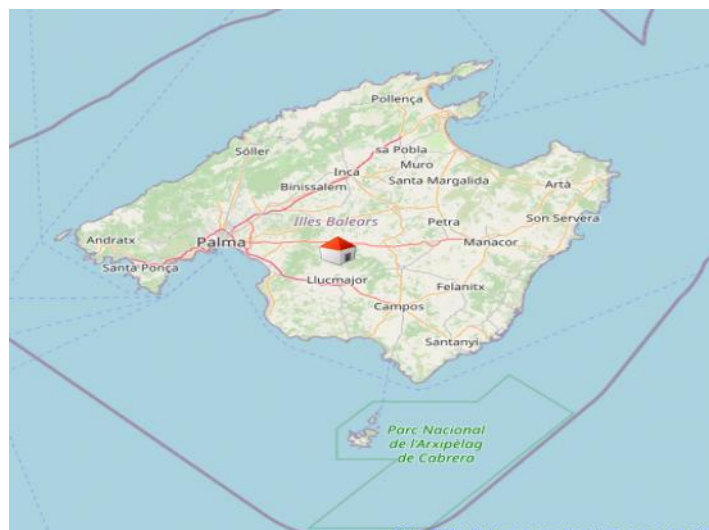 Pollença
sa Pobla
Sóller
Muro
Inca
Santa Margalida
Binissalem
Artà
Illes Balears
Petra
Son Servera
Andratx
Palma
Manacor
Santa Ponça
Llucmajor
Felanitx
Campos
Santanyí
Parc Nacional
de l'Arxipèlag
de Cabrera